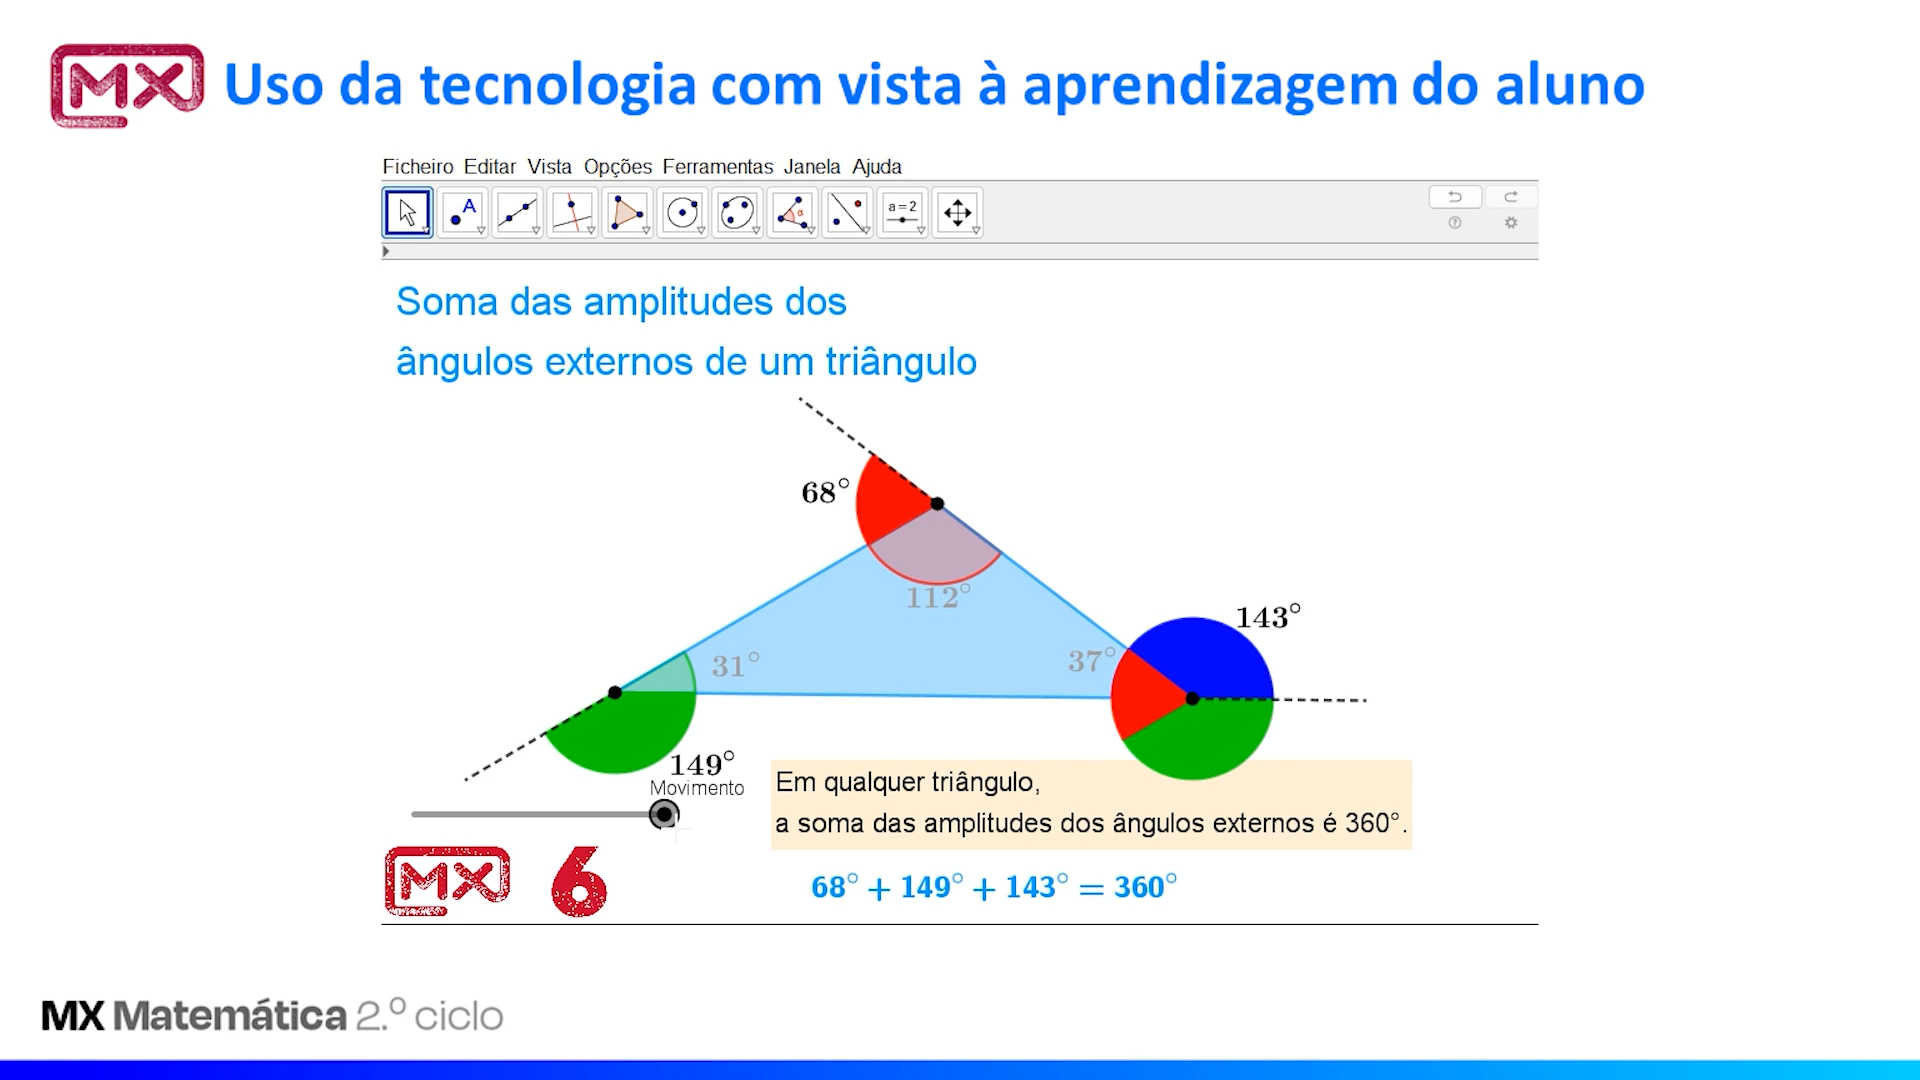 MX Uso da tecnologia com vista à aprendizagem do aluno
Ficheiro Editar Vista Opções Ferramentas Janela Ajuda
A
α
a=2
Soma das amplitudes dos
ângulos externos de um triângulo
68°
112°
143°
31°
37°
149°
Movimento
Em qualquer triângulo,
a soma das amplitudes dos ângulos externos é 360°.
MX 6
68° + 149° + 143° = 360°
MX Matemática 2.º ciclo